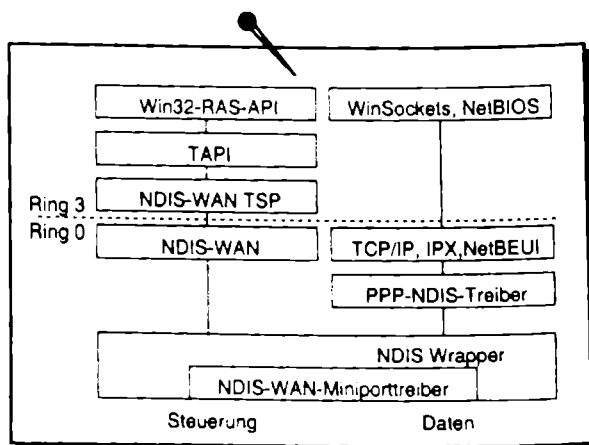 Win32-RAS-API
WinSockets, NetBIOS
TAPI
NDIS-WAN TSP
Ring 3
Ring 0
NDIS-WAN
TCP/IP, IPX,NetBEUI
PPP-NDIS-Treiber
NDIS Wrapper
NDIS-WAN-Miniporttreiber
Steuerung
Daten